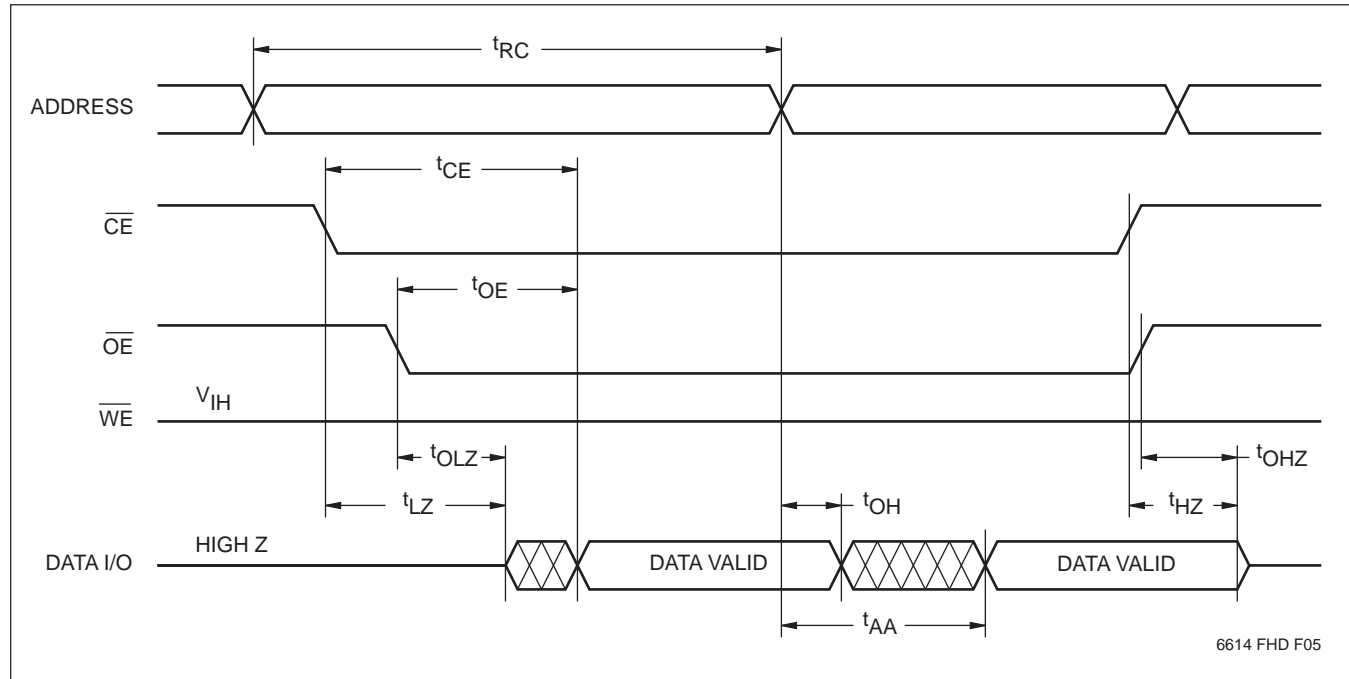 tRC
ADDRESS
tCE
CE
tOE
OE
VIH
WE
tOLZ
tOHZ
tLZ
tOH
tHZ
HIGH Z
DATA I/O
DATA VALID
DATA VALID
tAA
6614 FHD F05